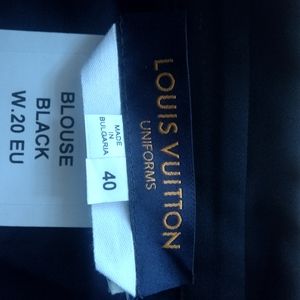 BLOUSE
BLACK
W.20 EU
MADE
IN
BULGARIA
40
LOUIS VUITTON
UNIFORMS